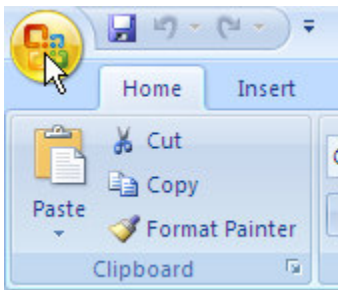 Home Insert
Cut
Copy
Paste
Format Painter
Clipboard